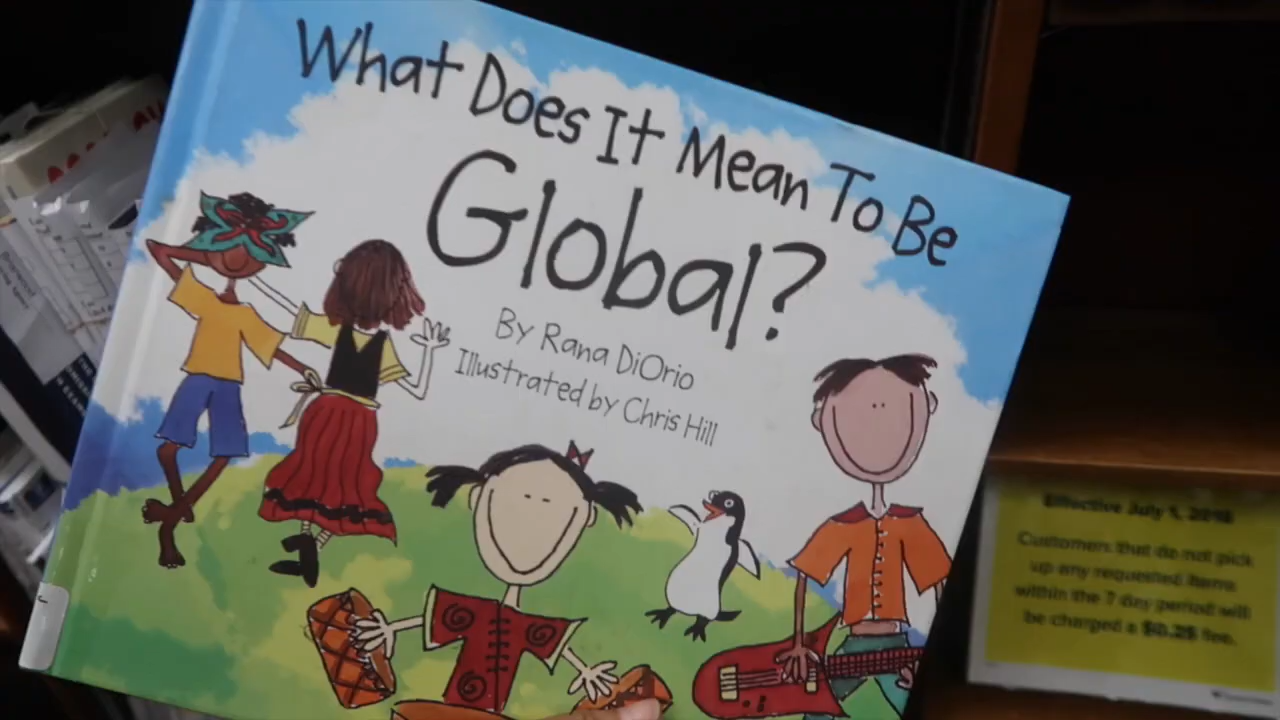 What Does It Mean To Be
Global?
By Rana DiOrio
Illustrated by Chris Hill
Effective July 1, 2018
Customers that do not pick
up any requested items
within the 7 day period will
be charged a $0.25 fee.